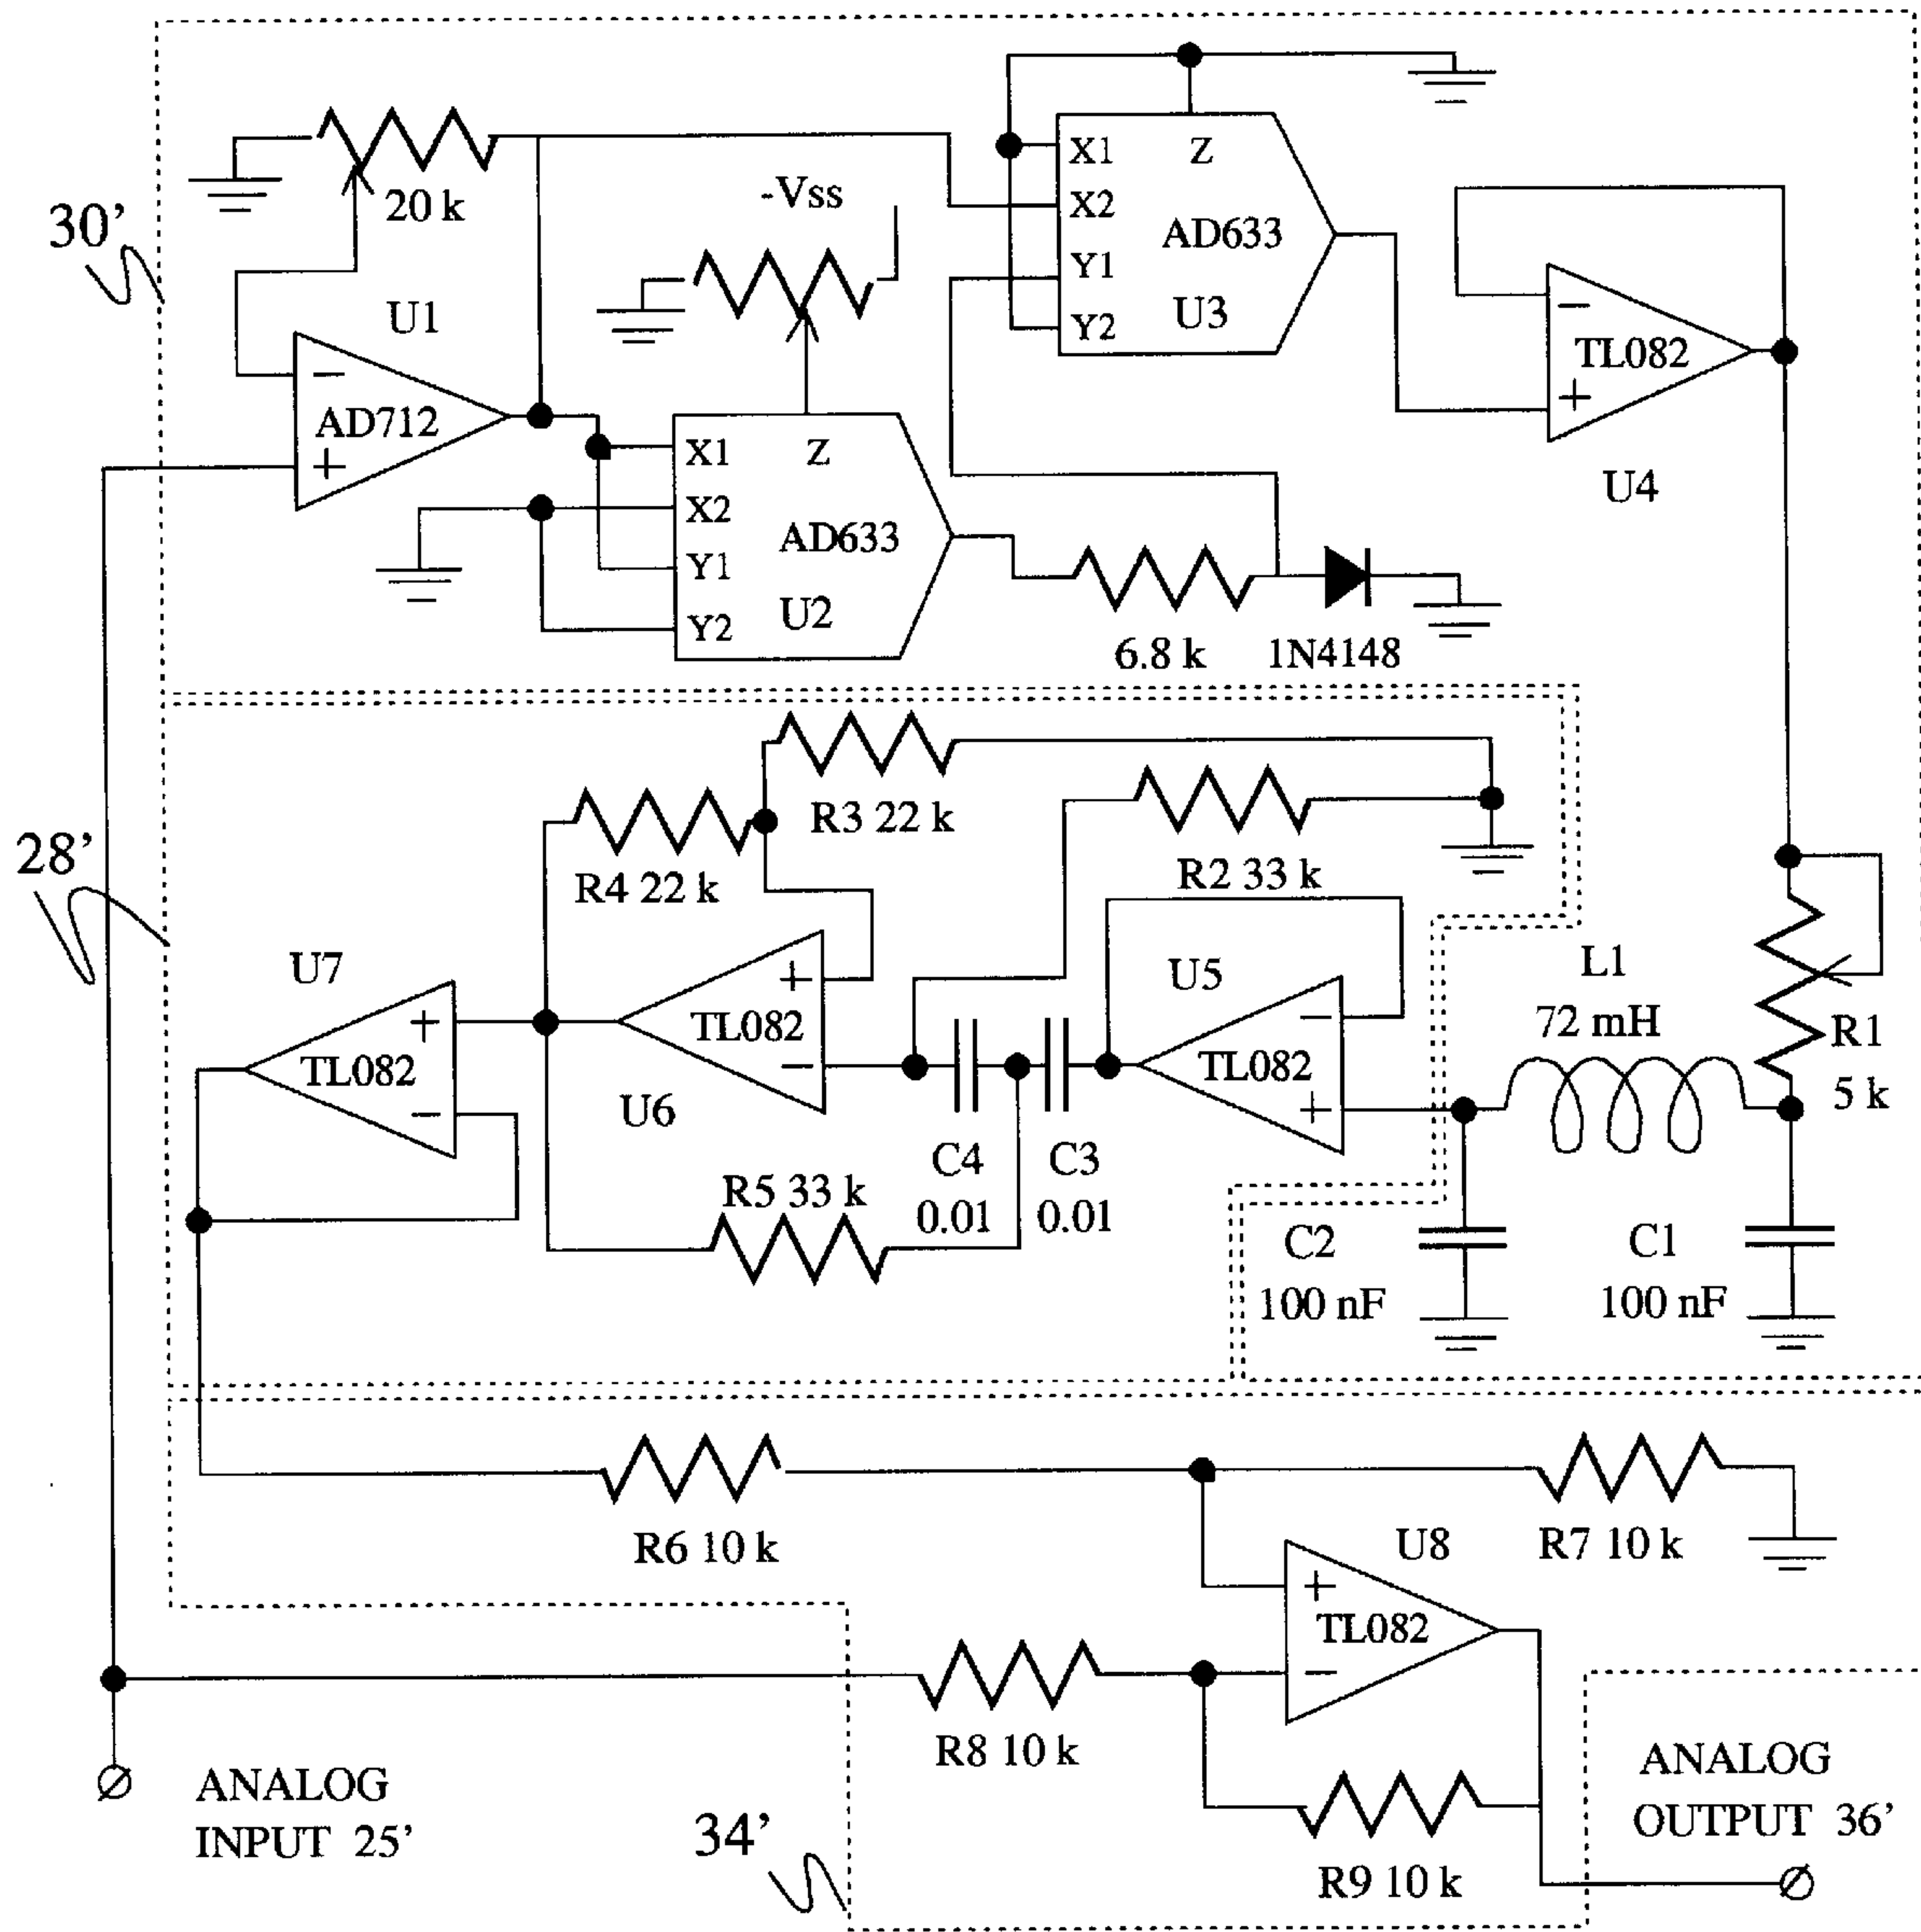 30'
20 k
-Vss
X1
Z
X2
AD633
Y1
U3
Y2
U1
−
AD712
+
−
TL082
+
U4
X1
Z
X2
AD633
Y1
U2
Y2
6.8 k
1N4148
28'
R3 22 k
R4 22 k
R2 33 k
U7
+
TL082
−
+
TL082
−
U6
U5
−
TL082
+
L1
72 mH
R1
5 k
C4
0.01
C3
0.01
R5 33 k
C2
100 nF
C1
100 nF
R6 10 k
U8
R7 10 k
+
TL082
−
R8 10 k
R9 10 k
ANALOG
INPUT 25'
34'
ANALOG
OUTPUT 36'